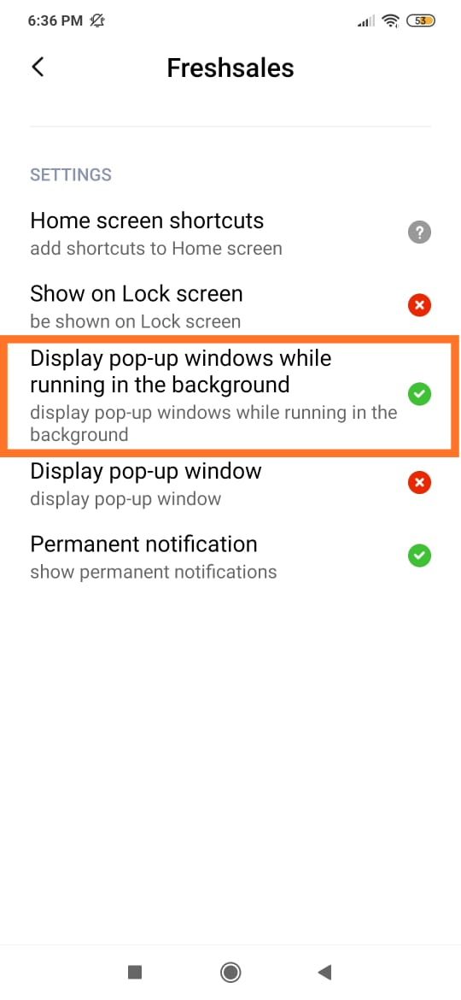 6:36 PM 53
Freshsales
SETTINGS
Home screen shortcuts
add shortcuts to Home screen
?
Show on Lock screen
be shown on Lock screen
Display pop-up windows while
running in the background
display pop-up windows while running in the
background
Display pop-up window
display pop-up window
Permanent notification
show permanent notifications